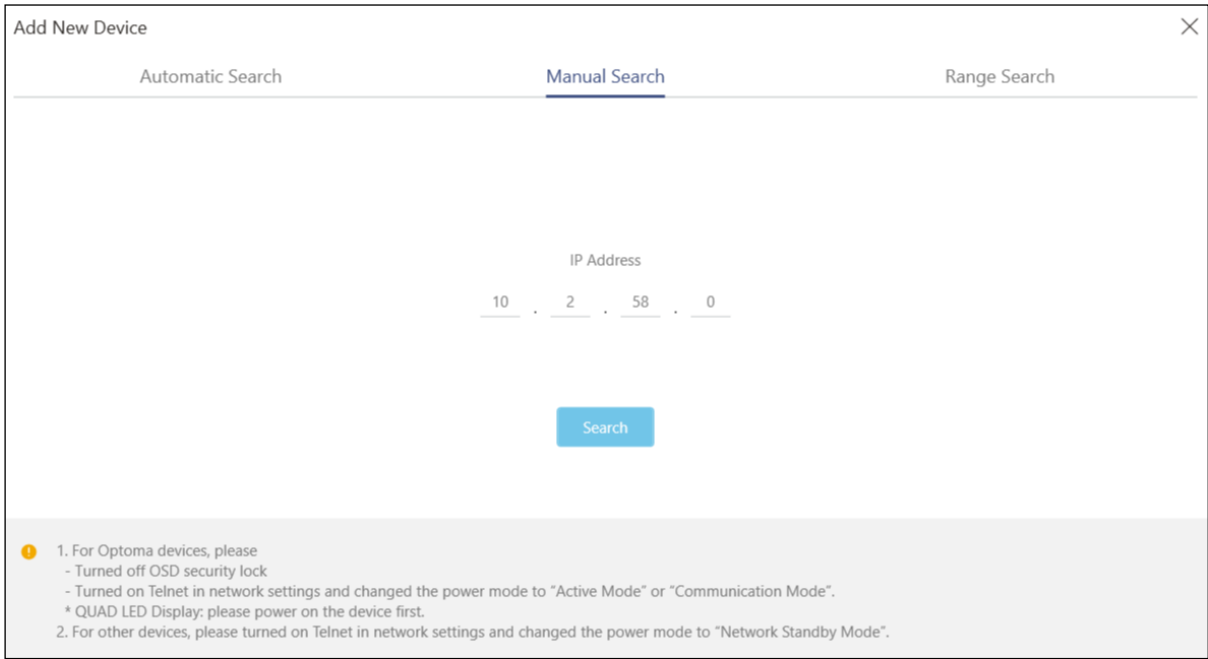 Add New Device
Automatic Search Manual Search Range Search
IP Address
10 . 2 . 58 . 0
Search
1. For Optoma devices, please
- Turned off OSD security lock
- Turned on Telnet in network settings and changed the power mode to “Active Mode” or “Communication Mode”.
* QUAD LED Display: please power on the device first.
2. For other devices, please turned on Telnet in network settings and changed the power mode to “Network Standby Mode”.